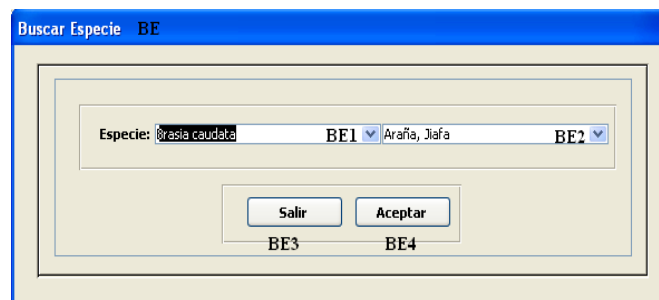 Buscar Especie BE
Especie: Brasia caudata BE1 Araña, Jiafa BE2
Salir Aceptar
BE3 BE4